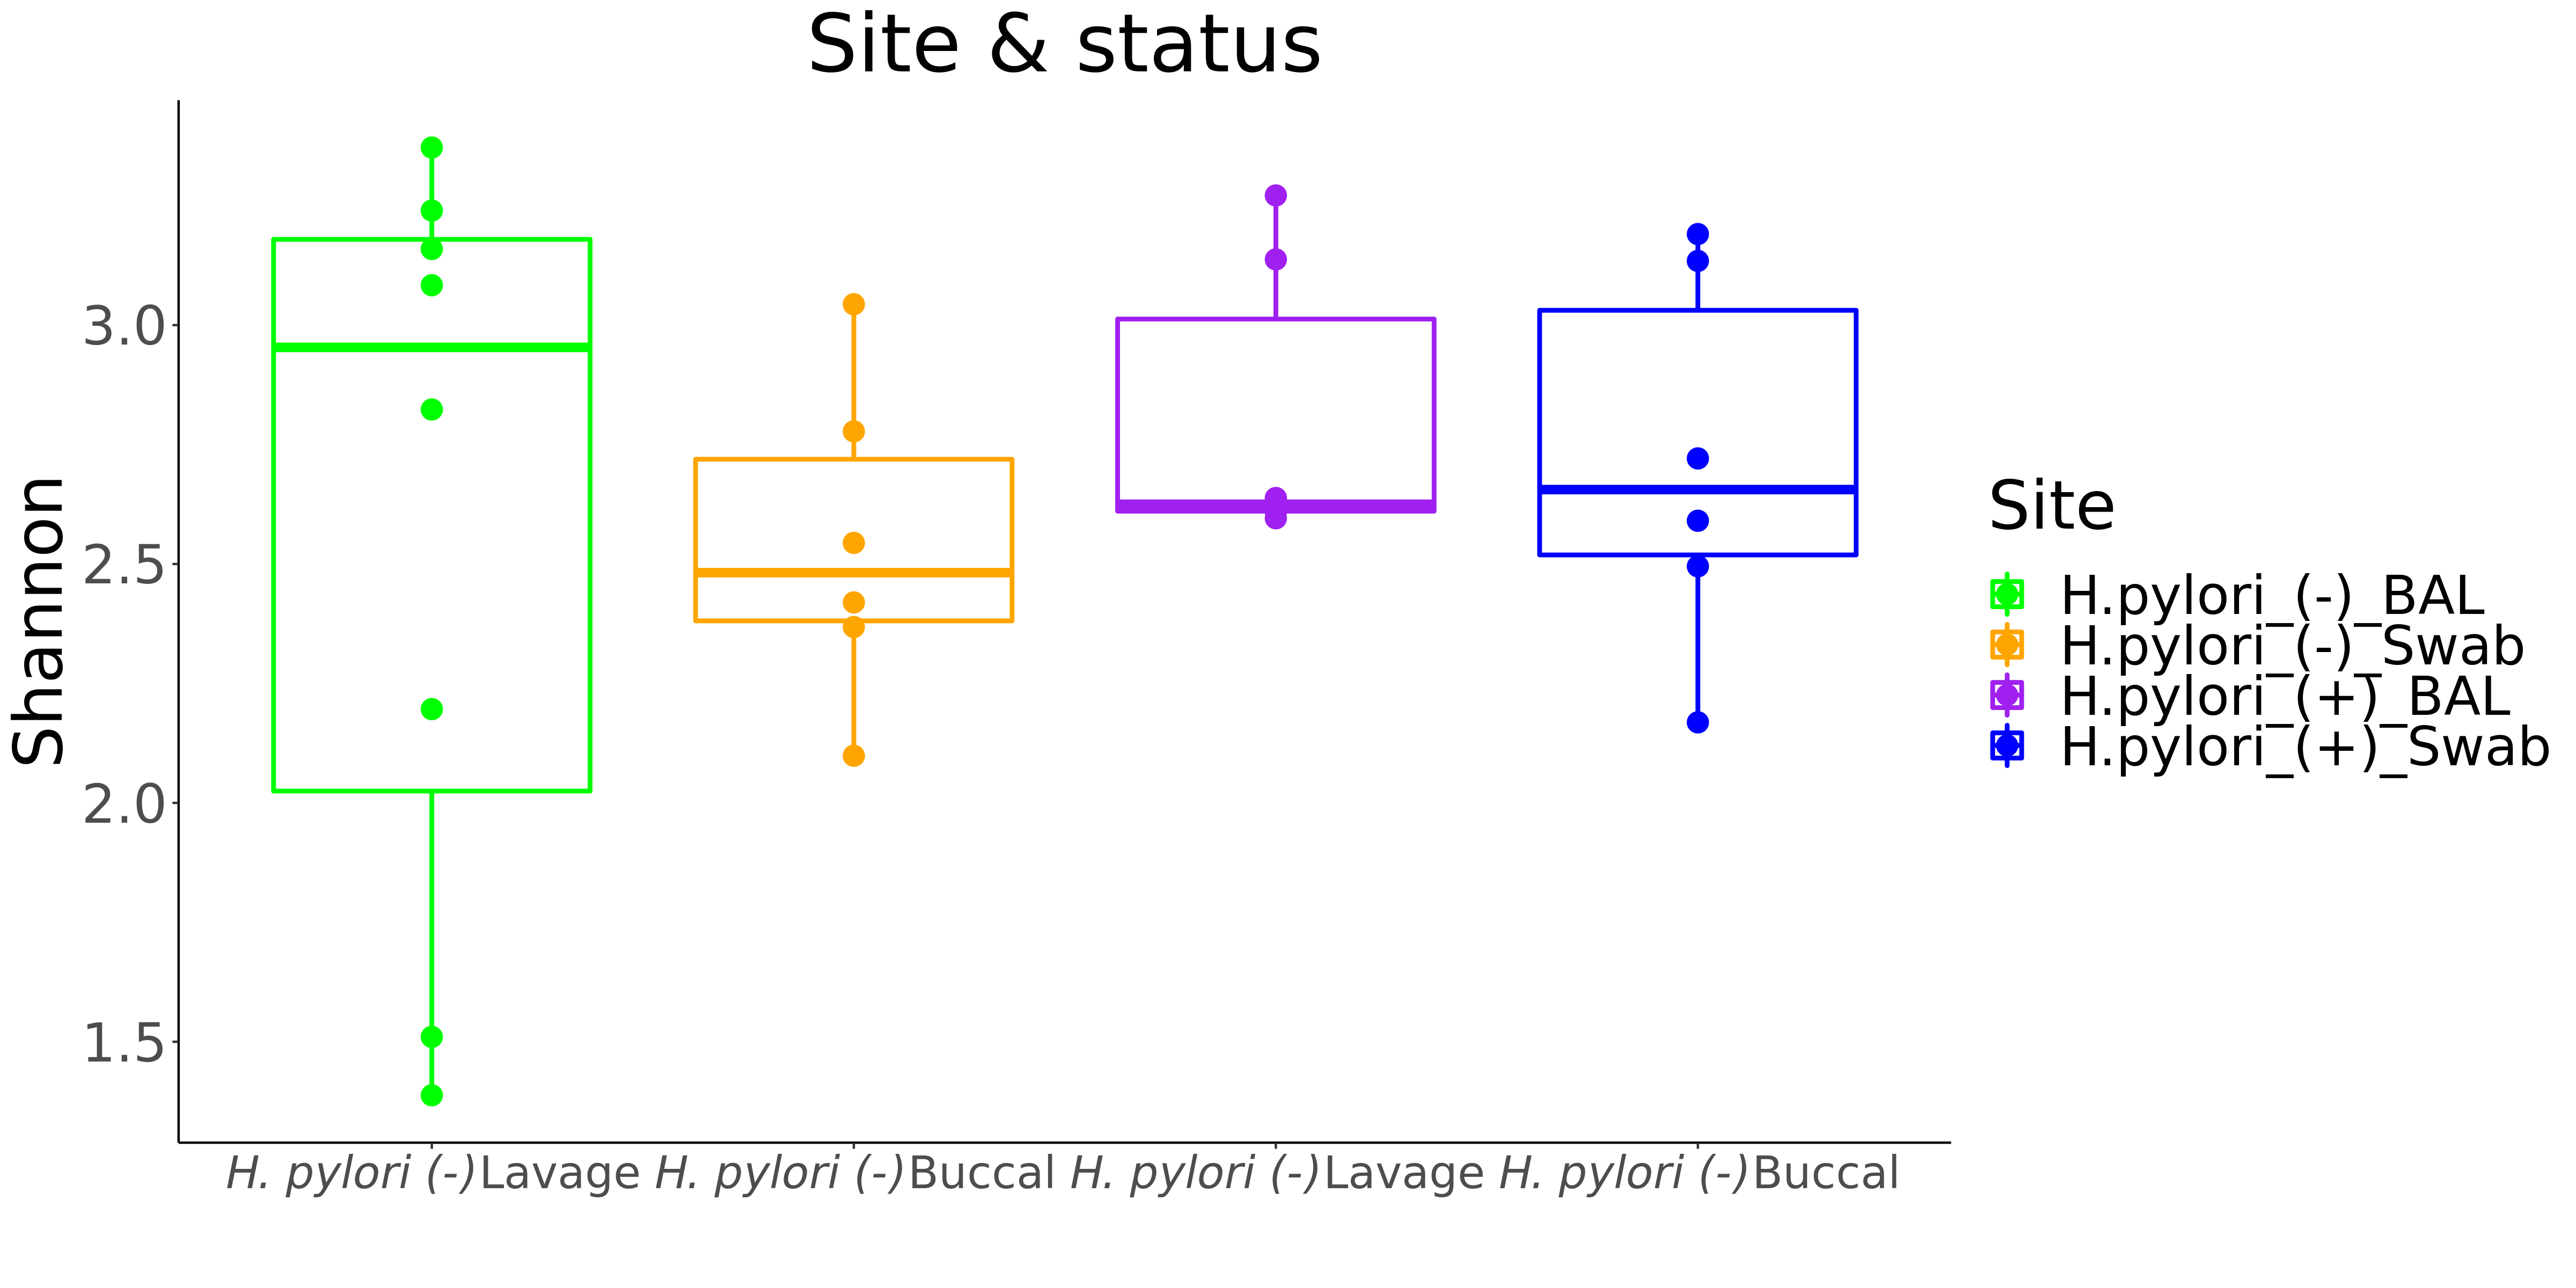 Site & status
Shannon
3.0
2.5
2.0
1.5
H. pylori (-)Lavage H. pylori (-)Buccal H. pylori (-)Lavage H. pylori (-)Buccal
Site
H.pylori_(-)_BAL
H.pylori_(-)_Swab
H.pylori_(+)_BAL
H.pylori_(+)_Swab